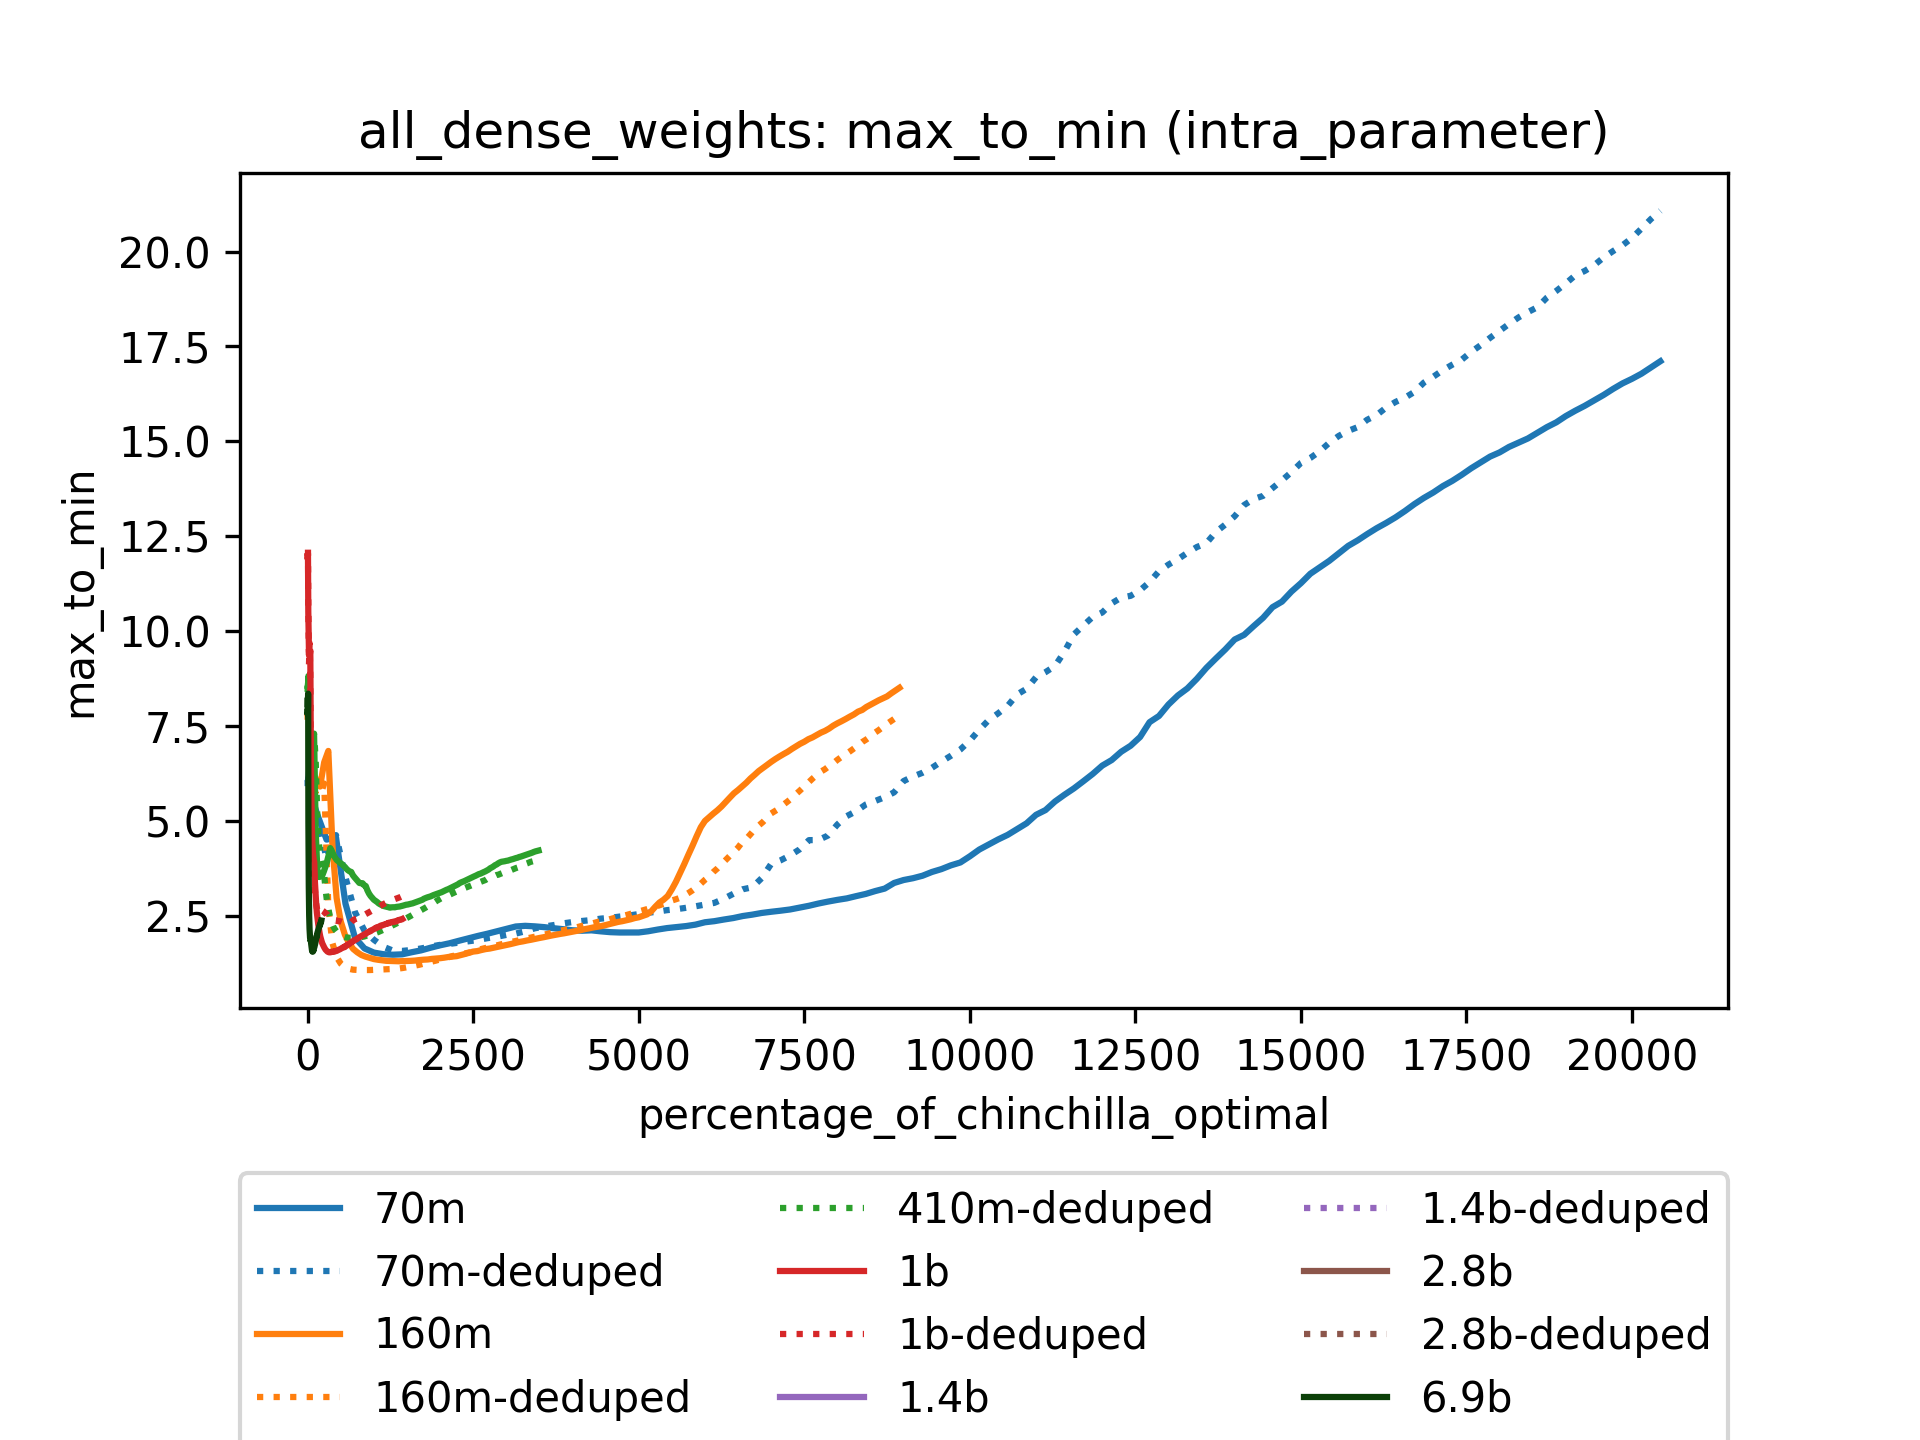 all_dense_weights: max_to_min (intra_parameter)
20.0
17.5
15.0
12.5
10.0
7.5
5.0
2.5
max_to_min
0 2500 5000 7500 10000 12500 15000 17500 20000
percentage_of_chinchilla_optimal
70m 410m-deduped 1.4b-deduped
70m-deduped 1b 2.8b
160m 1b-deduped 2.8b-deduped
160m-deduped 1.4b 6.9b